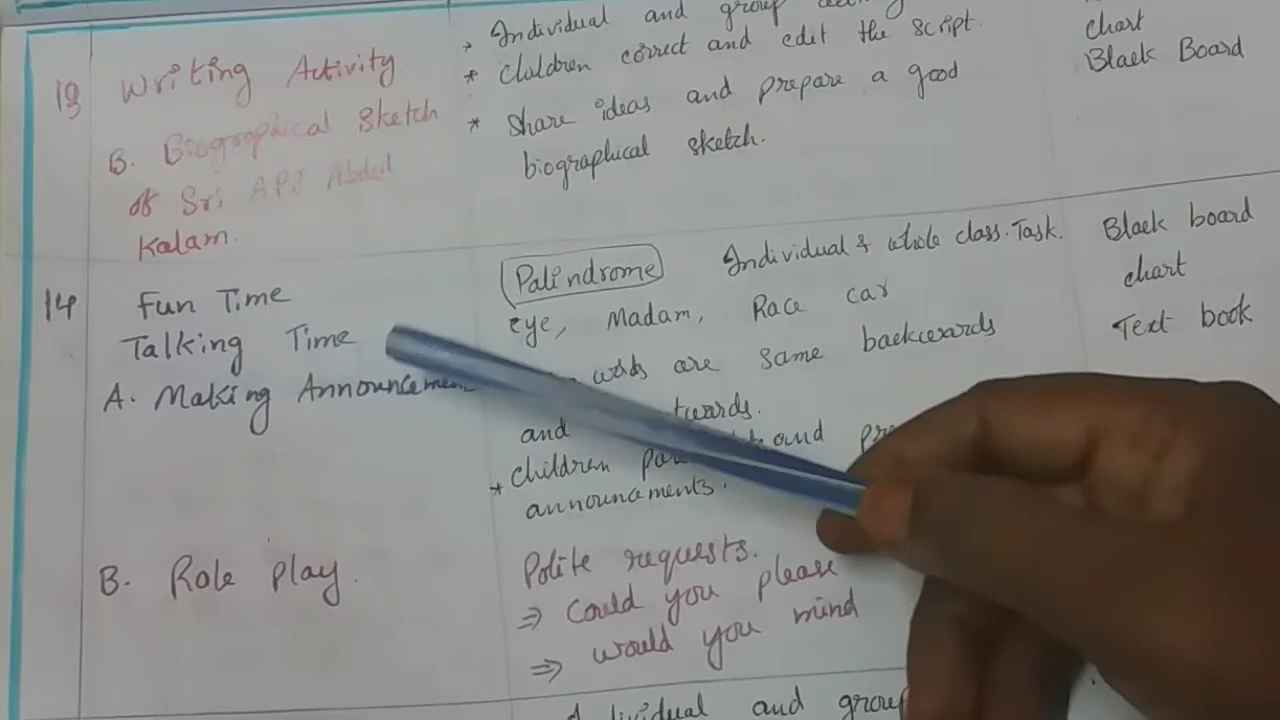 13 Writing Activity
B. Biographical Sketch
of Sri APJ Abdul
Kalam.
Individual and group
* Children correct and edit the script.
* Share ideas and prepare a good
biographical sketch.
chart
Black Board
14 Fun Time
Talking Time
A. Making Announcemen
Palindrome Individual & whole class. Task.
eye, Madam, Race car
words are same backwards
and
* children and
announcements.
Black board
chart
Text book
B. Role play.
Polite requests.
⇒ Could you please
⇒ would you mind
and group